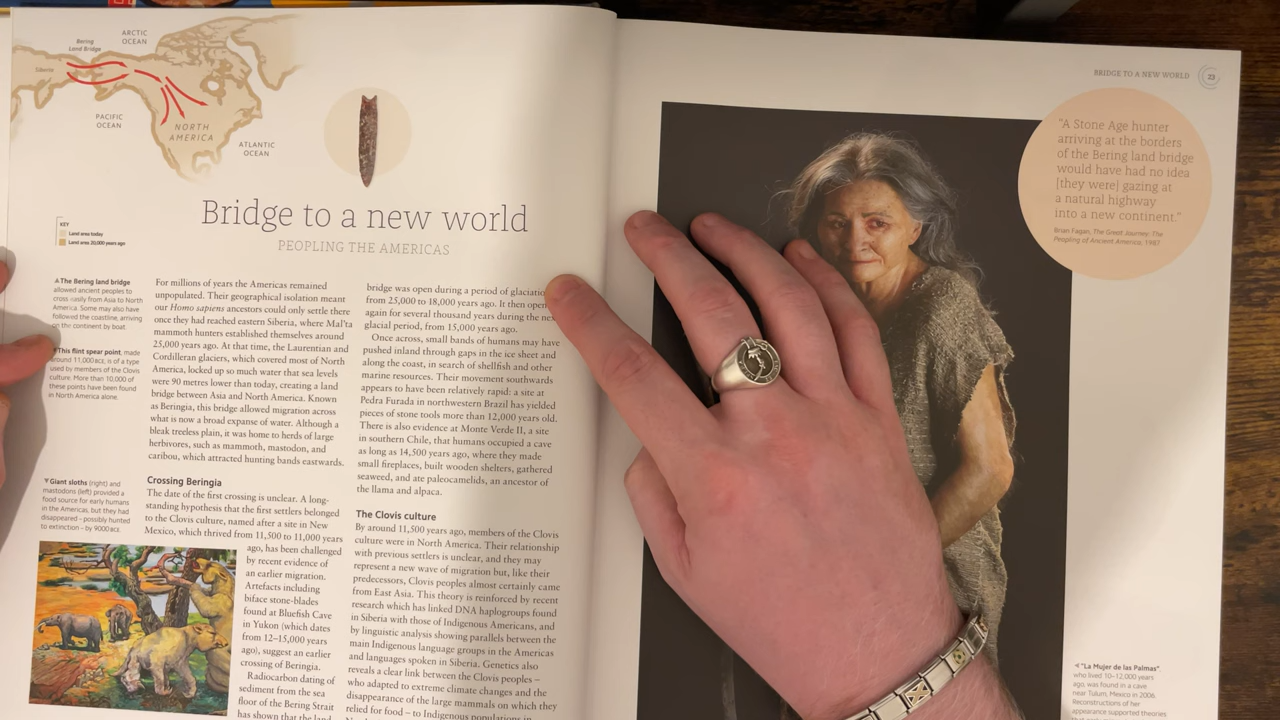 ARCTIC
OCEAN
Bering
Land Bridge
Siberia
PACIFIC
OCEAN
NORTH
AMERICA
ATLANTIC
OCEAN
KEY
Land area today
Land area 20,000 years ago
Bridge to a new world
PEOPLING THE AMERICAS
The Bering land bridge
allowed ancient peoples to
cross easily from Asia to North
America. Some may also have
followed the coastline, arriving
on the continent by boat.
This flint spear point, made
around 11,000 BCE, is of a type
used by members of the Clovis
culture. More than 10,000 of
these points have been found
in North America alone.
Giant sloths (right) and
mastodons (left) provided a
food source for early humans
in the Americas, but they had
disappeared – possibly hunted
to extinction – by 9000 BCE.
For millions of years the Americas remained
unpopulated. Their geographical isolation meant
our Homo sapiens ancestors could only settle there
once they had reached eastern Siberia, where Mal'ta
mammoth hunters established themselves around
25,000 years ago. At that time, the Laurentian and
Cordilleran glaciers, which covered most of North
America, locked up so much water that sea levels
were 90 metres lower than today, creating a land
bridge between Asia and North America. Known
as Beringia, this bridge allowed migration across
what is now a broad expanse of water. Although a
bleak treeless plain, it was home to herds of large
herbivores, such as mammoth, mastodon, and
caribou, which attracted hunting bands eastwards.
Crossing Beringia
The date of the first crossing is unclear. A long-
standing hypothesis that the first settlers belonged
to the Clovis culture, named after a site in New
Mexico, which thrived from 11,500 to 11,000 years
ago, has been challenged
by recent evidence of
an earlier migration.
Artefacts including
biface stone-blades
found at Bluefish Cave
in Yukon (which dates
from 12–15,000 years
ago), suggest an earlier
crossing of Beringia.
Radiocarbon dating of
sediment from the sea
floor of the Bering Strait
has shown that the land
bridge was open during a period of glaciation
from 25,000 to 18,000 years ago. It then
again for several thousand years during the
glacial period, from 15,000 years ago.
Once across, small bands of humans may have
pushed inland through gaps in the ice sheet and
along the coast, in search of shellfish and other
marine resources. Their movement southwards
appears to have been relatively rapid: a site at
Pedra Furada in northwestern Brazil has yielded
pieces of stone tools more than 12,000 years old.
There is also evidence at Monte Verde II, a site
in southern Chile, that humans occupied a cave
as long as 14,500 years ago, where they made
small fireplaces, built wooden shelters, gathered
seaweed, and ate paleocamelids, an ancestor of
the llama and alpaca.
The Clovis culture
By around 11,500 years ago, members of the Clovis
culture were in North America. Their relationship
with previous settlers is unclear, and they may
represent a new wave of migration but, like their
predecessors, Clovis peoples almost certainly came
from East Asia. This theory is reinforced by recent
research which has linked DNA haplogroups found
in Siberia with those of Indigenous Americans, and
by linguistic analysis showing parallels between the
main Indigenous language groups in the Americas
and languages spoken in Siberia. Genetics also
reveals a clear link between the Clovis peoples –
who adapted to extreme climate changes and the
disappearance of the large mammals on which they
relied for food – to Indigenous populations in
BRIDGE TO A NEW WORLD 23
"A Stone Age hunter
arriving at the borders
of the Bering land bridge
would have had no idea
[they were] gazing at
a natural highway
into a new continent."
Brian Fagan, The Great Journey: The
Peopling of Ancient America, 1987
"La Mujer de las Palmas"
who lived 10–12,000 years
ago, was found in a cave
near Tulum, Mexico in 2006.
Reconstructions of her
appearance supported theories